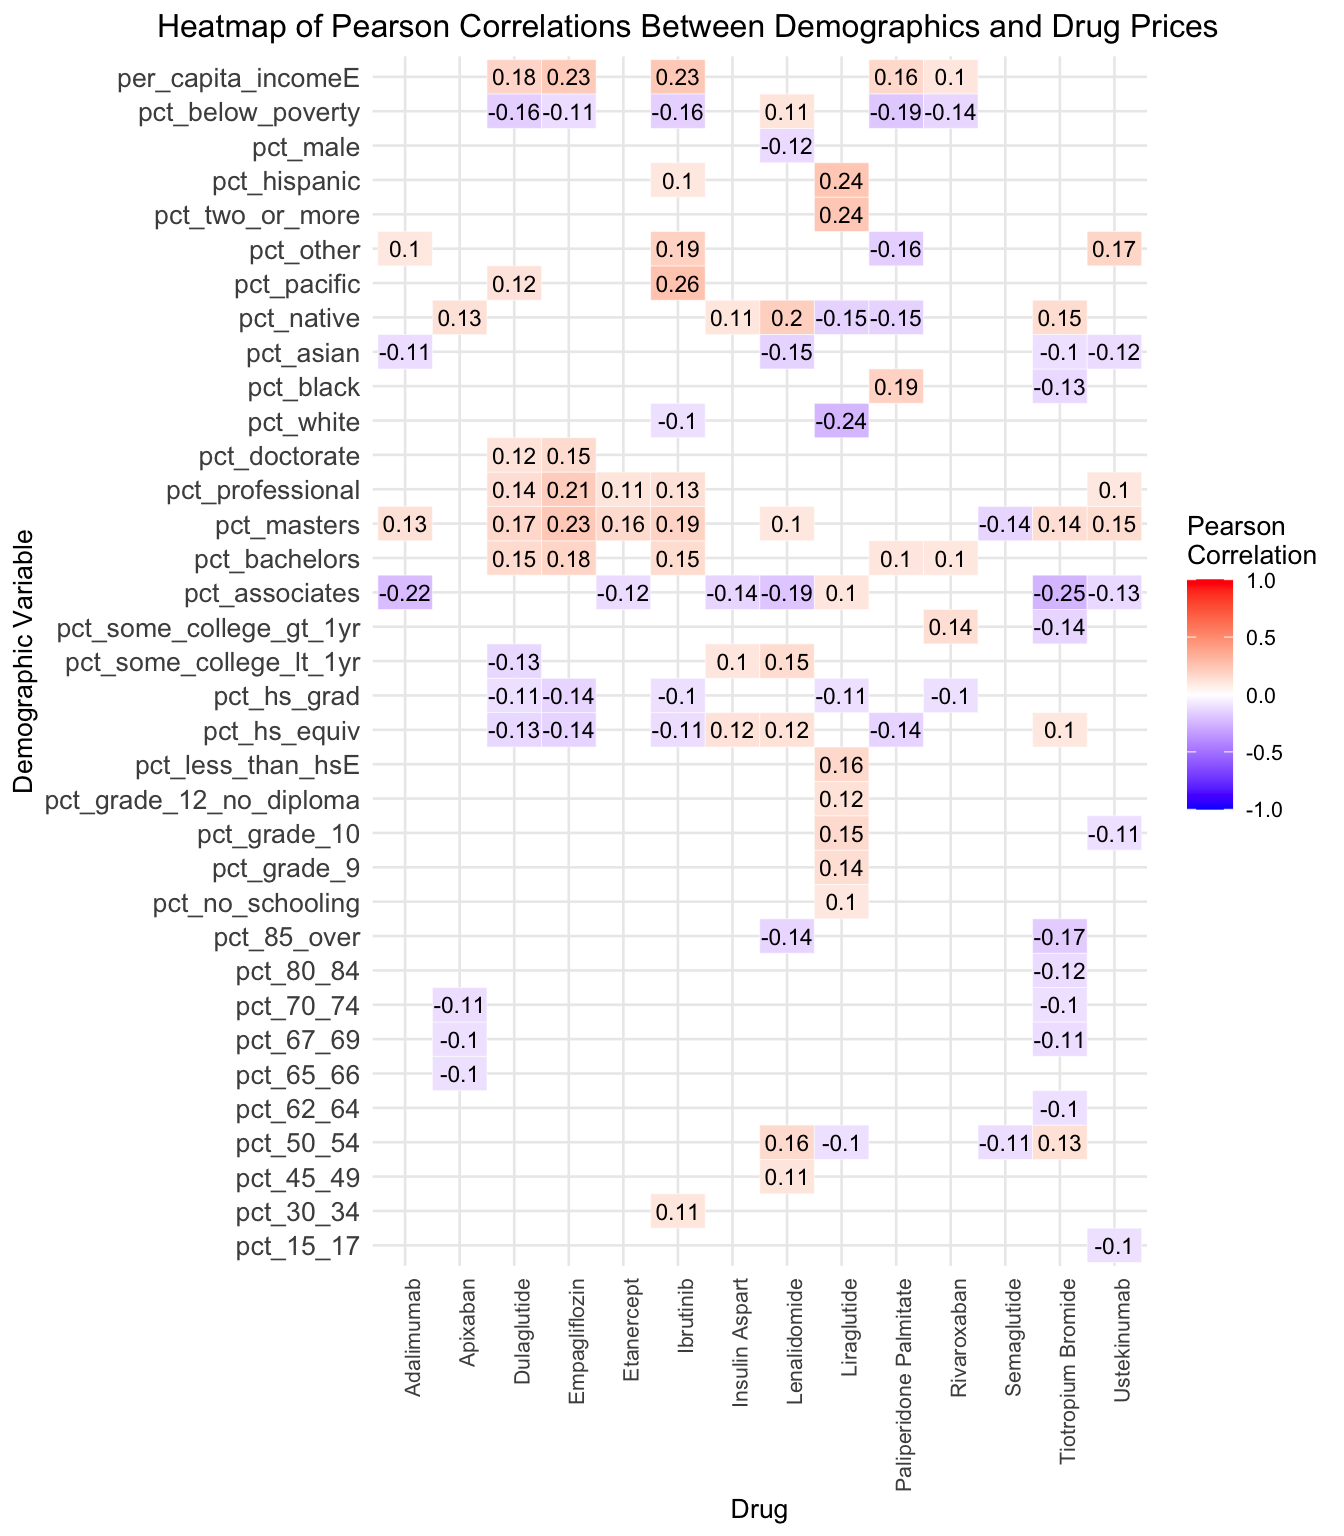 Heatmap of Pearson Correlations Between Demographics and Drug Prices
per_capita_incomeE 0.18 0.23 0.23 0.16 0.1
pct_below_poverty -0.16 -0.11 -0.16 0.11 -0.19 -0.14
pct_male -0.12
pct_hispanic 0.1 0.24
pct_two_or_more 0.24
pct_other 0.1 0.19 -0.16 0.17
pct_pacific 0.12 0.26
pct_native 0.13 0.11 0.2 -0.15 -0.15 0.15
pct_asian -0.11 -0.15 -0.1 -0.12
pct_black 0.19 -0.13
pct_white -0.1 -0.24
pct_doctorate 0.12 0.15
pct_professional 0.14 0.21 0.11 0.13 0.1
pct_masters 0.13 0.17 0.23 0.16 0.19 0.1 -0.14 0.14 0.15
pct_bachelors 0.15 0.18 0.15 0.1 0.1
pct_associates -0.22 -0.12 -0.14 -0.19 0.1 -0.25 -0.13
pct_some_college_gt_1yr 0.14 -0.14
pct_some_college_lt_1yr -0.13 0.1 0.15
pct_hs_grad -0.11 -0.14 -0.1 -0.11 -0.1
pct_hs_equiv -0.13 -0.14 -0.11 0.12 0.12 -0.14 0.1
pct_less_than_hsE 0.16
pct_grade_12_no_diploma 0.12
pct_grade_10 0.15 -0.11
pct_grade_9 0.14
pct_no_schooling 0.1
pct_85_over -0.14 -0.17
pct_80_84 -0.12
pct_70_74 -0.11 -0.1
pct_67_69 -0.1 -0.11
pct_65_66 -0.1
pct_62_64 -0.1
pct_50_54 0.16 -0.1 -0.11 0.13
pct_45_49 0.11
pct_30_34 0.11
pct_15_17 -0.1
Demographic Variable
Adalimumab
Apixaban
Dulaglutide
Empagliflozin
Etanercept
Ibrutinib
Insulin Aspart
Lenalidomide
Liraglutide
Paliperidone Palmitate
Rivaroxaban
Semaglutide
Tiotropium Bromide
Ustekinumab
Drug
Pearson
Correlation
1.0
0.5
0.0
-0.5
-1.0